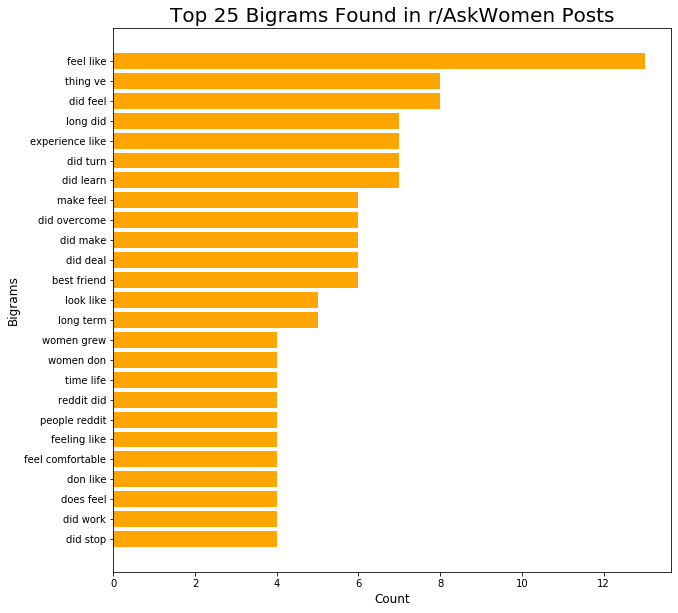 Top 25 Bigrams Found in r/AskWomen Posts
Bigrams
feel like
thing ve
did feel
long did
experience like
did turn
did learn
make feel
did overcome
did make
did deal
best friend
look like
long term
women grew
women don
time life
reddit did
people reddit
feeling like
feel comfortable
don like
does feel
did work
did stop
0 2 4 6 8 10 12
Count